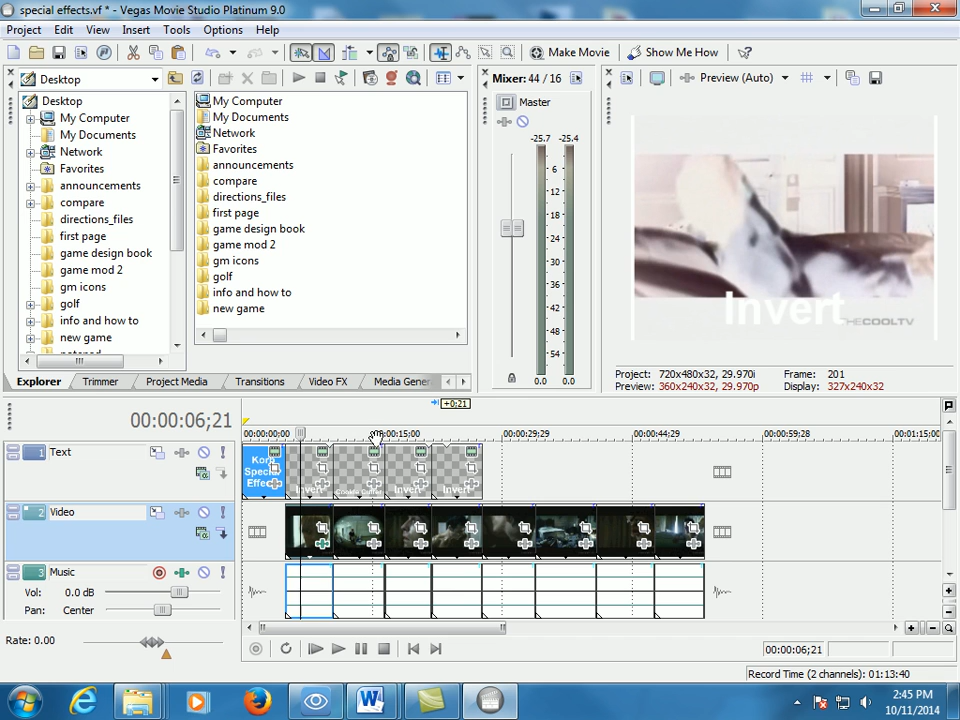 special effects.vf * - Vegas Movie Studio Platinum 9.0
Project Edit View Insert Tools Options Help
Make Movie Show Me How
Desktop
Desktop
My Computer
My Documents
Network
Favorites
announcements
compare
directions_files
first page
game design book
game mod 2
gm icons
golf
info and how to
new game
My Computer
My Documents
Network
Favorites
announcements
compare
directions_files
first page
game design book
game mod 2
gm icons
golf
info and how to
new game
Explorer Trimmer Project Media Transitions Video FX Media Gener
Mixer: 44 / 16
Master
-25.7 -25.4
6
12
18
24
30
36
42
48
54
0.0 0.0
Preview (Auto)
Invert
THECOOLTV
Project: 720x480x32, 29.970i Frame: 201
Preview: 360x240x32, 29.970p Display: 327x240x32
+0;21
00:00:06;21
00:00:00;00 00:00:15;00 00:00:29;29 00:00:44;29 00:00:59;28 00:01:15;00
1 Text
Korg Special Effects
Invert
Invert
Invert
2 Video
3 Music
Vol: 0.0 dB
Pan: Center
Rate: 0.00
00:00:06;21
Record Time (2 channels): 01:13:40
2:45 PM
10/11/2014